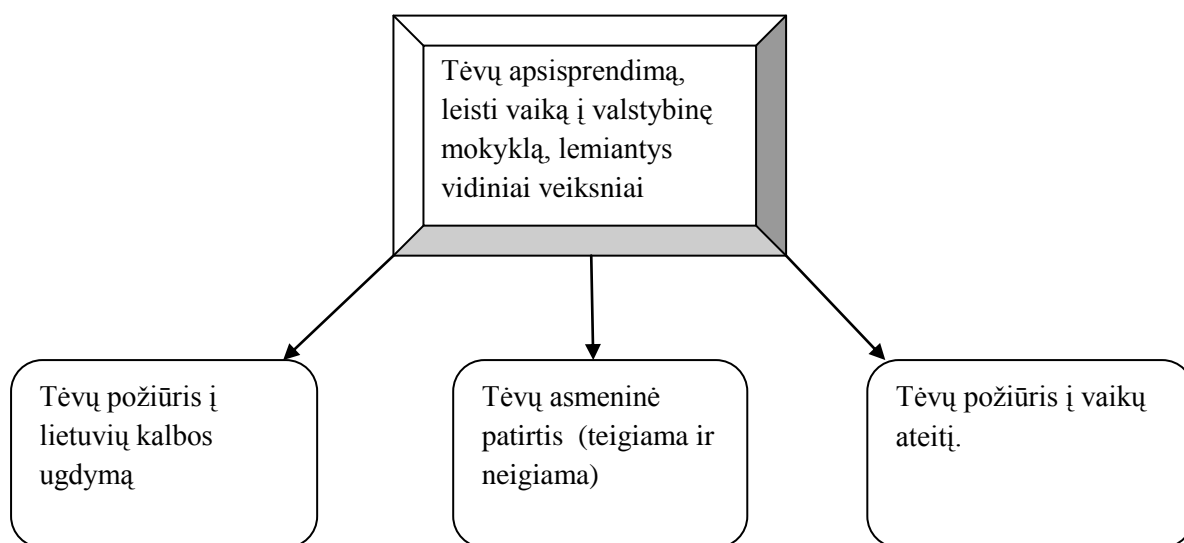 Tėvų apsisprendimą,
leisti vaiką į valstybinę
mokyklą, lemiantys
vidiniai veiksniai
Tėvų požiūris į
lietuvių kalbos
ugdymą
Tėvų asmeninė
patirtis (teigiama ir
neigiama)
Tėvų požiūris į vaikų
ateitį.